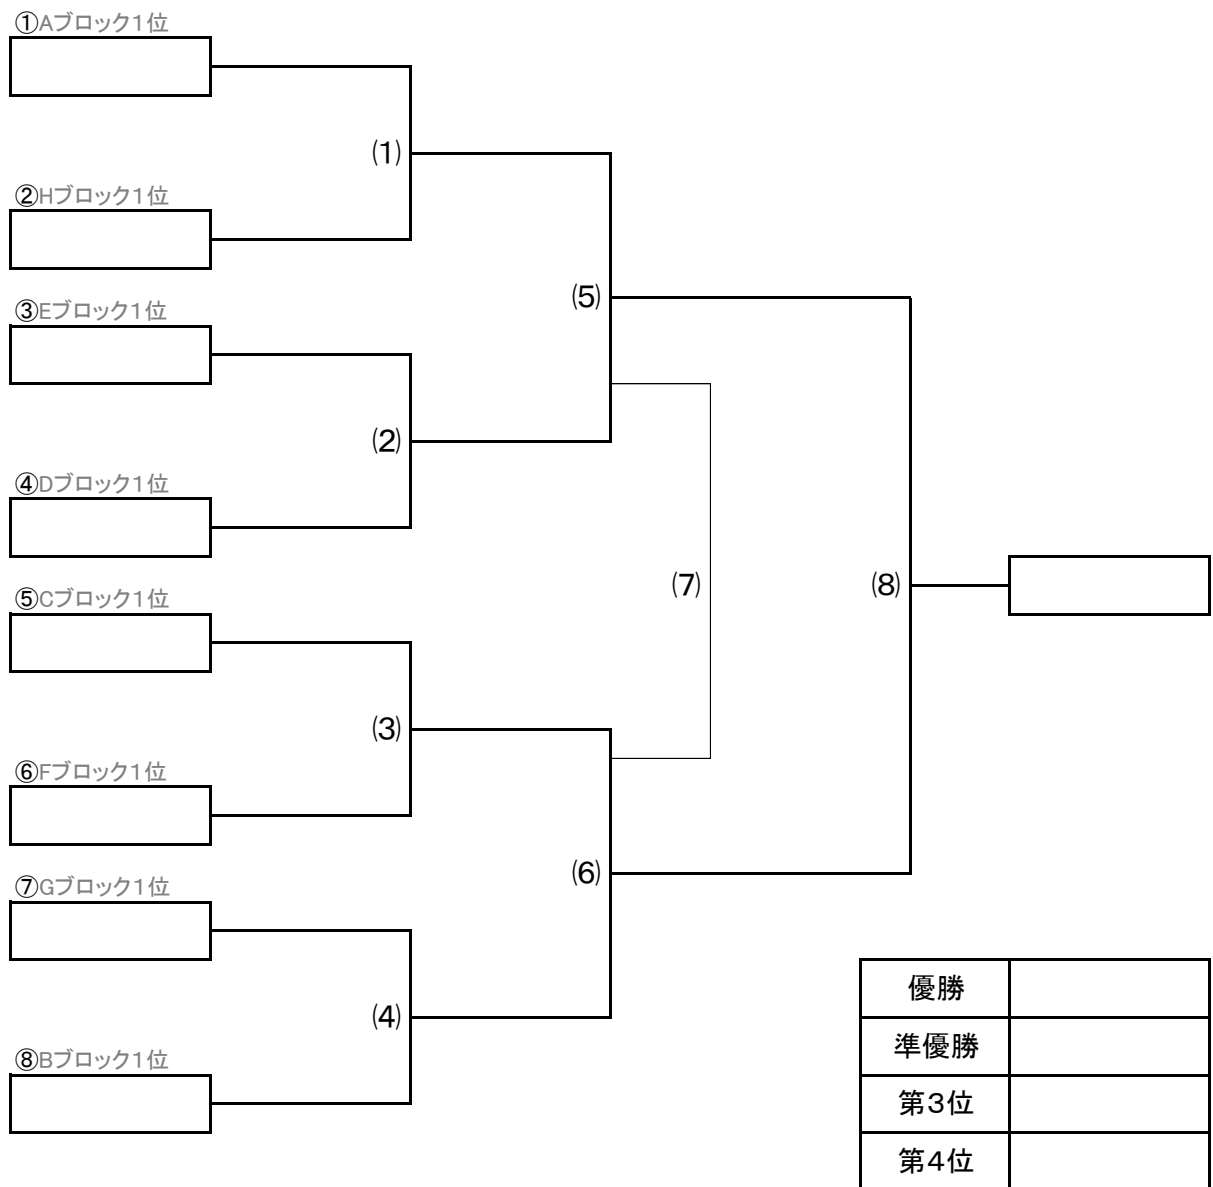 ①Aブロック1位
⑴
②Hブロック1位
⑸
③Eブロック1位
⑵
④Dブロック1位
⑺
⑻
⑤Cブロック1位
⑶
⑥Fブロック1位
⑹
⑦Gブロック1位
⑷
⑧Bブロック1位
優勝
準優勝
第3位
第4位